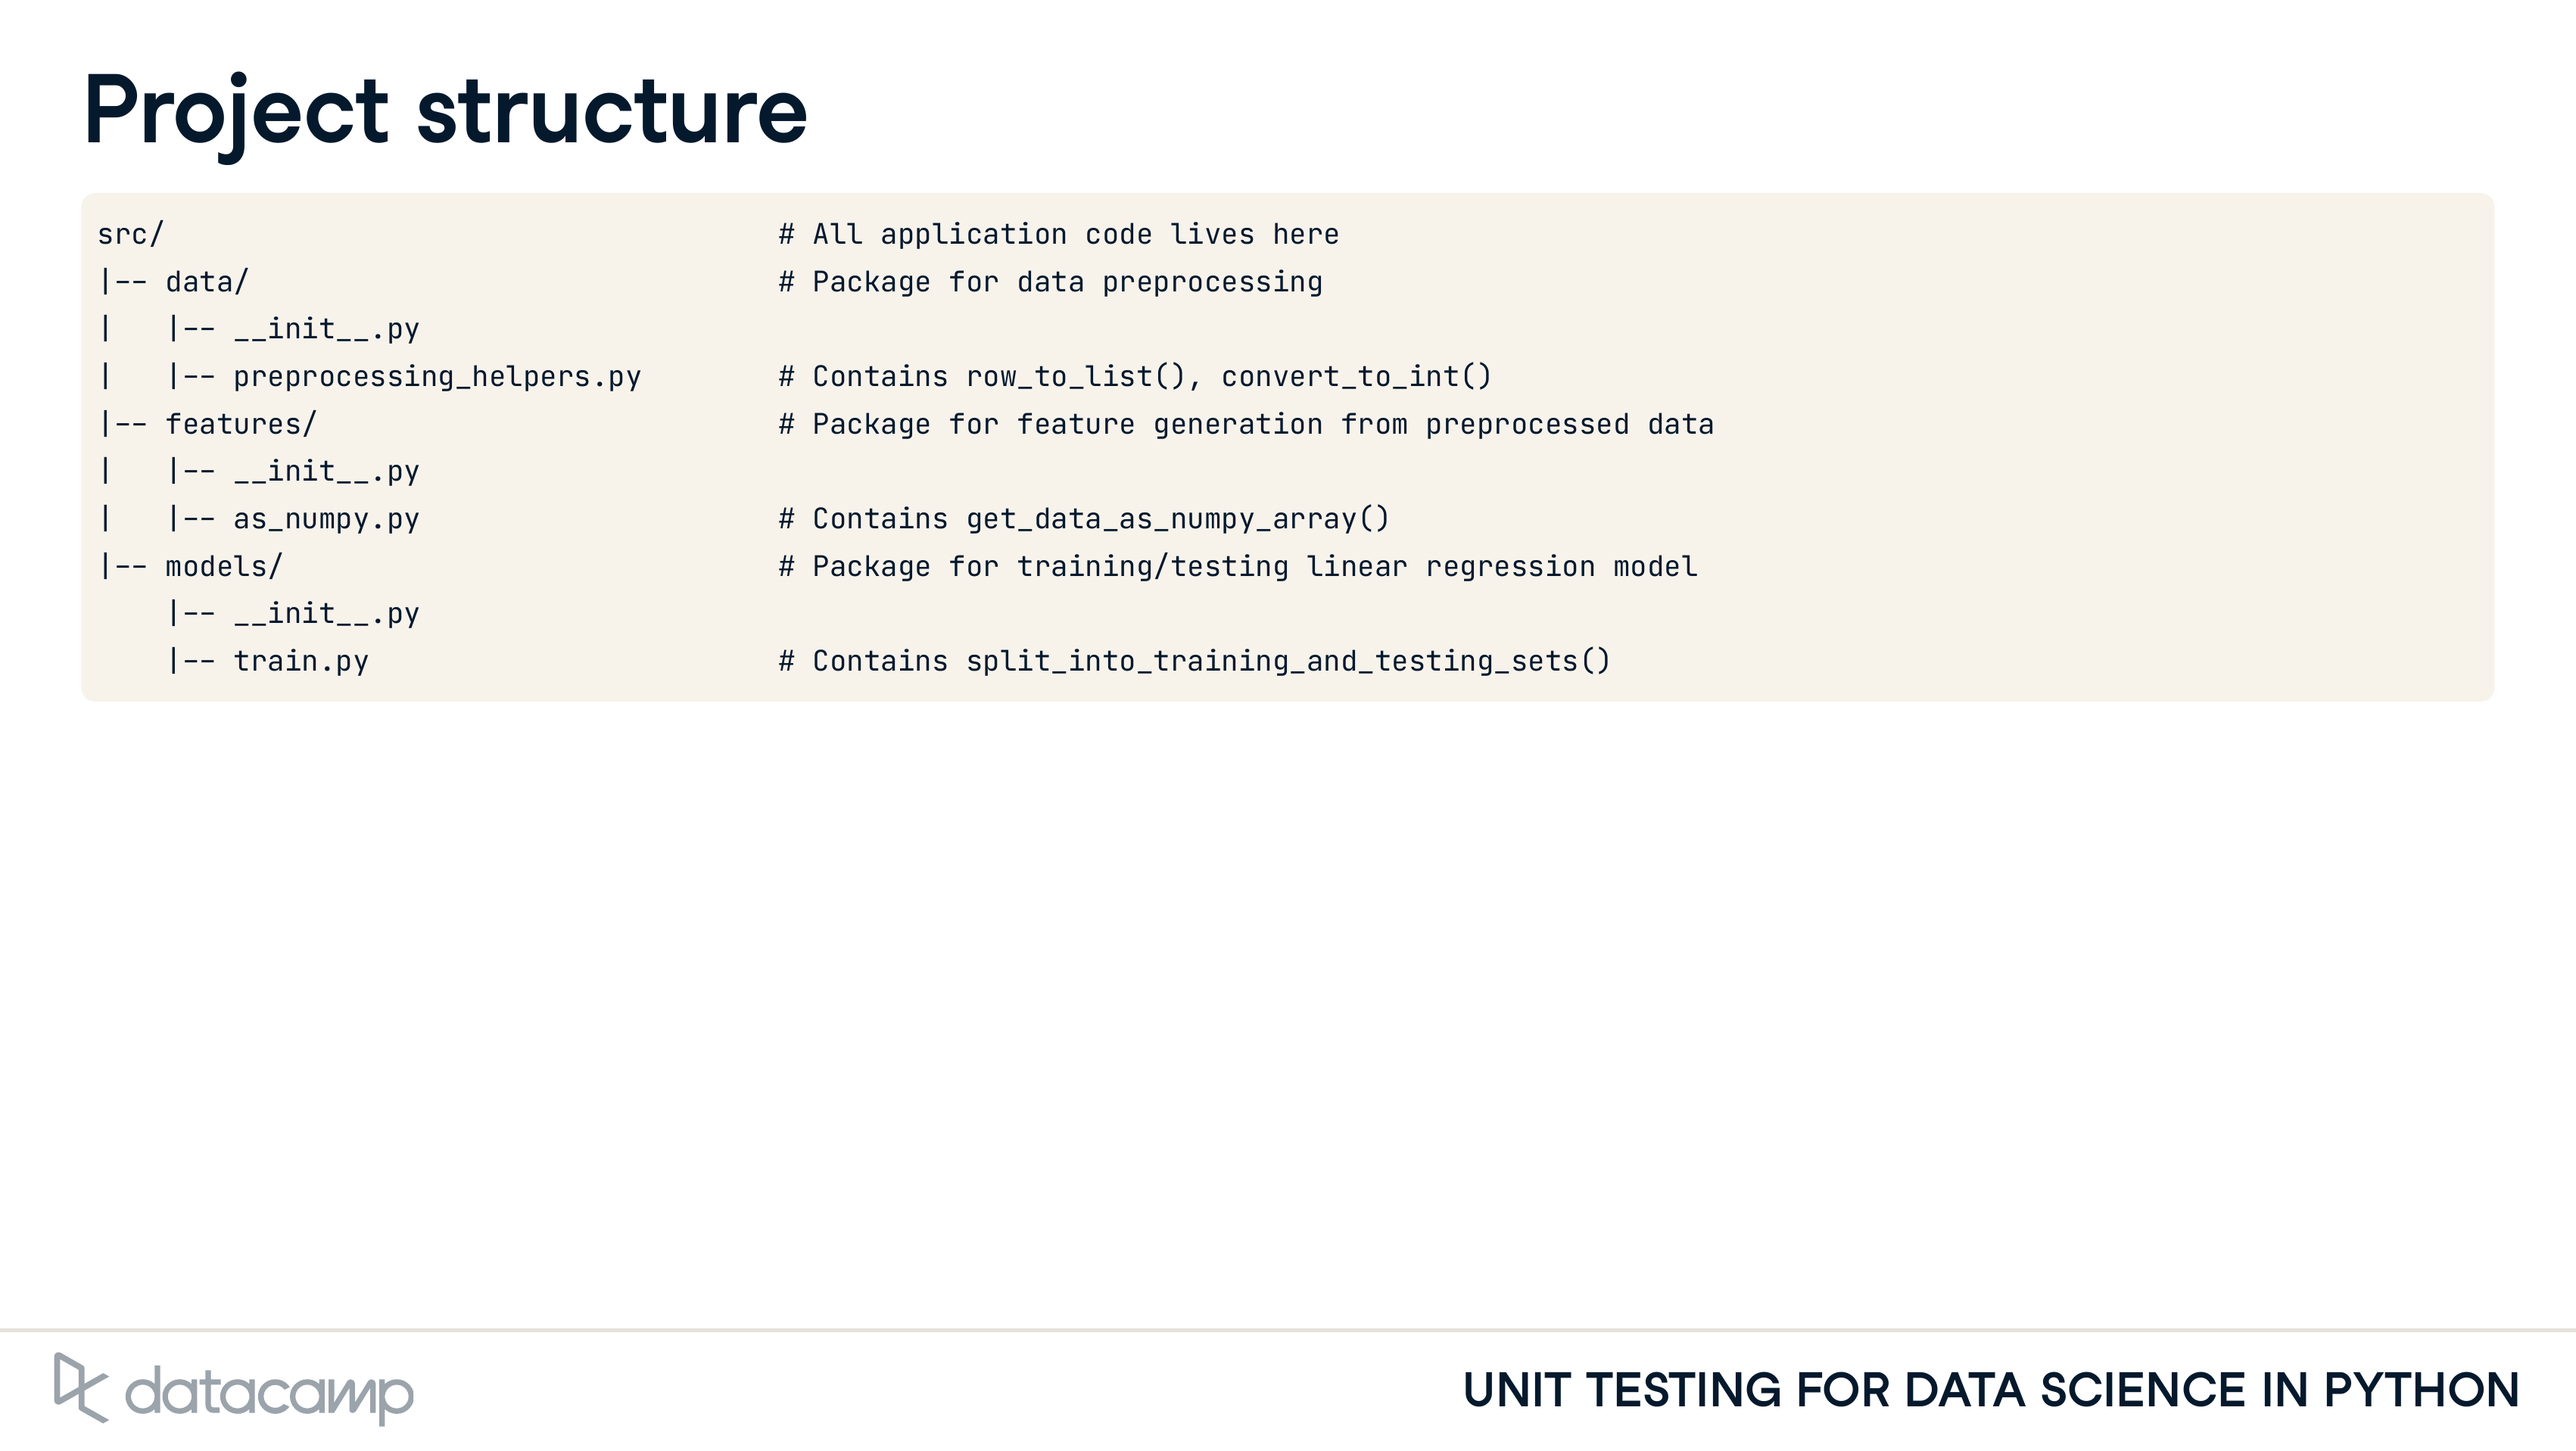 Project structure
src/                                    # All application code lives here
|-- data/                               # Package for data preprocessing
|   |-- __init__.py
|   |-- preprocessing_helpers.py        # Contains row_to_list(), convert_to_int()
|-- features/                           # Package for feature generation from preprocessed data
|   |-- __init__.py
|   |-- as_numpy.py                     # Contains get_data_as_numpy_array()
|-- models/                             # Package for training/testing linear regression model
    |-- __init__.py
    |-- train.py                        # Contains split_into_training_and_testing_sets()
datacamp
UNIT TESTING FOR DATA SCIENCE IN PYTHON